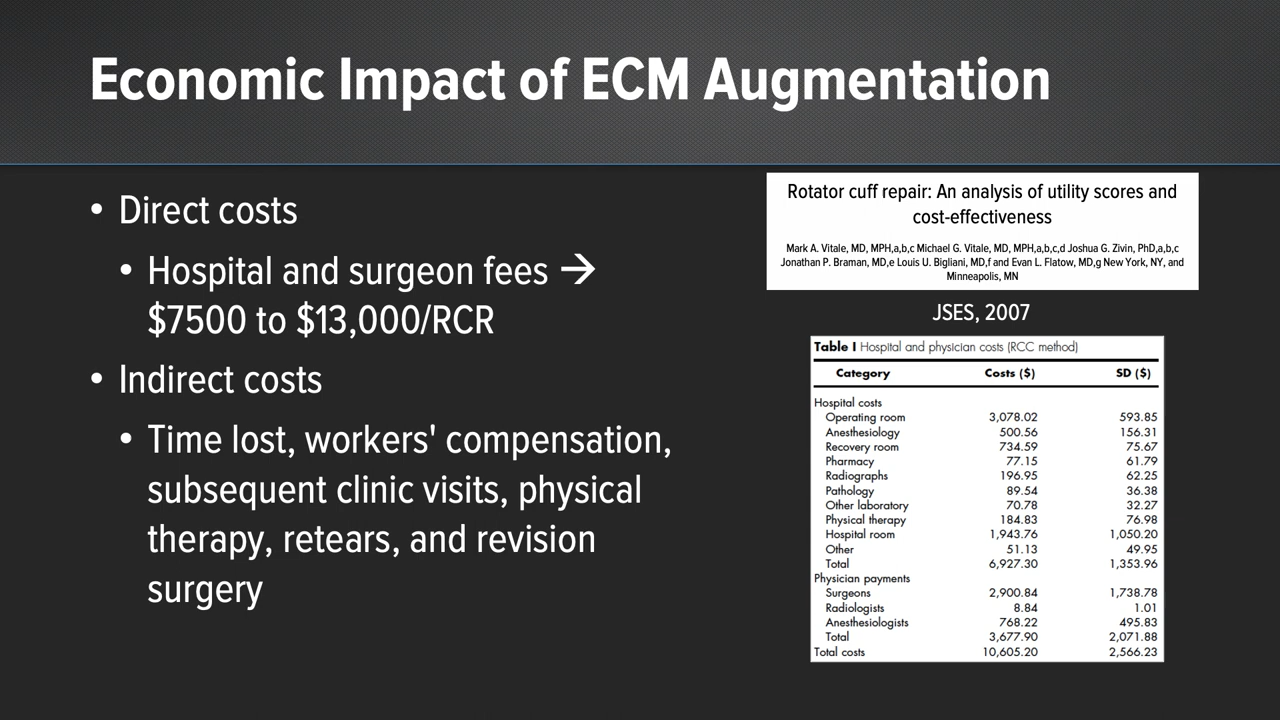 Economic Impact of ECM Augmentation
• Direct costs
• Hospital and surgeon fees →
$7500 to $13,000/RCR
• Indirect costs
• Time lost, workers' compensation,
subsequent clinic visits, physical
therapy, retears, and revision
surgery
Rotator cuff repair: An analysis of utility scores and
cost-effectiveness
Mark A. Vitale, MD, MPH,a,b,c Michael G. Vitale, MD, MPH,a,b,c,d Joshua G. Zivin, PhD,a,b,c
Jonathan P. Braman, MD,e Louis U. Bigliani, MD,f and Evan L. Flatow, MD,g New York, NY, and
Minneapolis, MN
JSES, 2007
Table I Hospital and physician costs (RCC method)
Category Costs ($) SD ($)
Hospital costs
Operating room 3,078.02 593.85
Anesthesiology 500.56 156.31
Recovery room 734.59 75.67
Pharmacy 77.15 61.79
Radiographs 196.95 62.25
Pathology 89.54 36.38
Other laboratory 70.78 32.27
Physical therapy 184.83 76.98
Hospital room 1,943.76 1,050.20
Other 51.13 49.95
Total 6,927.30 1,353.96
Physician payments
Surgeons 2,900.84 1,738.78
Radiologists 8.84 1.01
Anesthesiologists 768.22 495.83
Total 3,677.90 2,071.88
Total costs 10,605.20 2,566.23